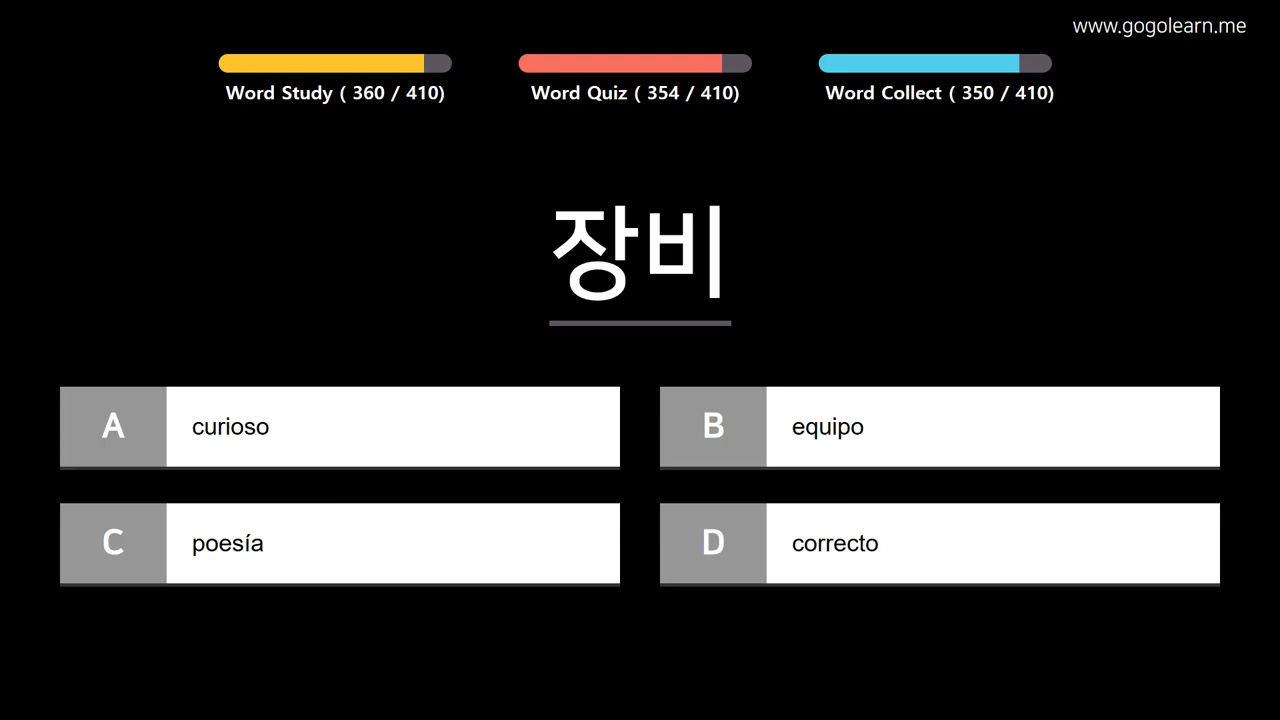 www.gogolearn.me
Word Study ( 360 / 410)
Word Quiz ( 354 / 410)
Word Collect ( 350 / 410)
장비
A curioso
B equipo
C poesía
D correcto